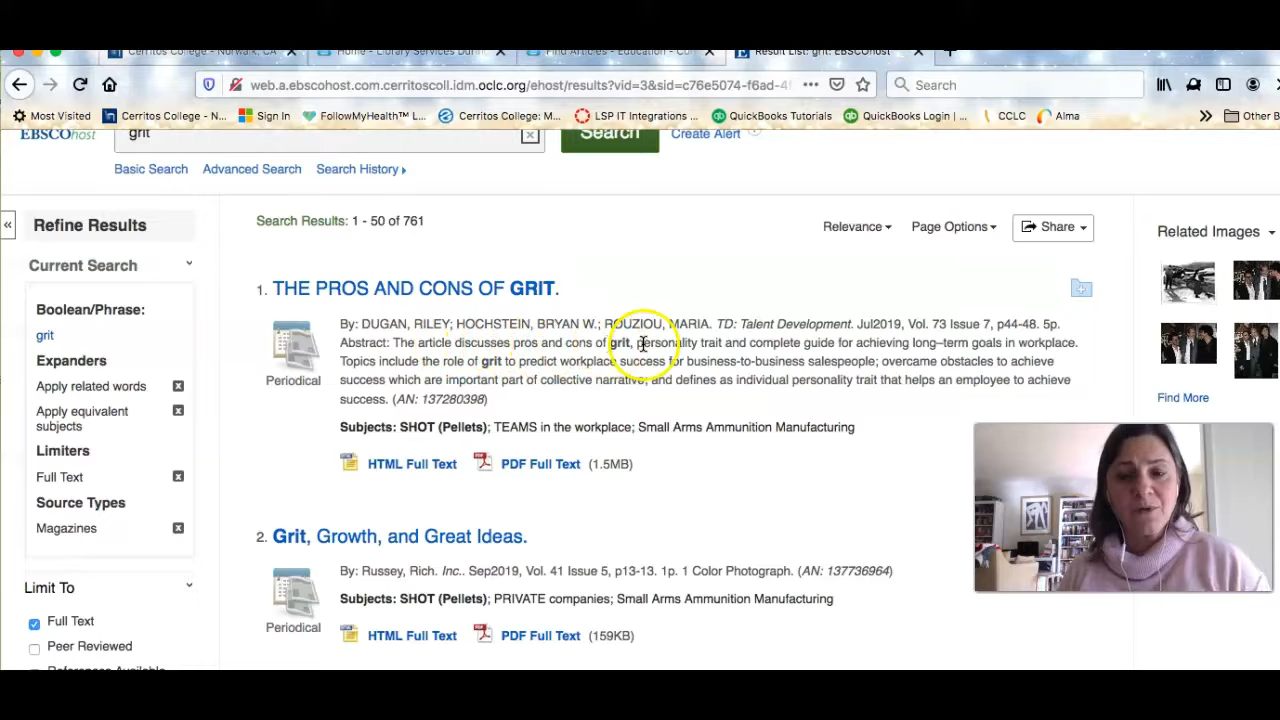 Cerritos College - Norwalk, CA
Home - Library Services Durin
Find Articles - Education - Con
Result List: grit: EBSCOhost
web.a.ebscohost.com.cerritoscoll.idm.oclc.org/ehost/results?vid=3&sid=c76e5074-f6ad-4f
Search
Most Visited
Cerritos College - N...
Sign In
FollowMyHealth™ L...
Cerritos College: M...
LSP IT Integrations ...
QuickBooks Tutorials
QuickBooks Login | ...
CCLC
Alma
Other B
EBSCOhost
grit
Search
Create Alert
Basic Search
Advanced Search
Search History
Refine Results
Current Search
Boolean/Phrase:
grit
Expanders
Apply related words
Apply equivalent
subjects
Limiters
Full Text
Source Types
Magazines
Limit To
Full Text
Peer Reviewed
References Available
Search Results: 1 - 50 of 761
Relevance
Page Options
Share
1. THE PROS AND CONS OF GRIT.
Periodical
By: DUGAN, RILEY; HOCHSTEIN, BRYAN W.; ROUZIOU, MARIA. TD: Talent Development. Jul2019, Vol. 73 Issue 7, p44-48. 5p.
Abstract: The article discusses pros and cons of grit, personality trait and complete guide for achieving long–term goals in workplace.
Topics include the role of grit to predict workplace success for business-to-business salespeople; overcame obstacles to achieve
success which are important part of collective narrative; and defines as individual personality trait that helps an employee to achieve
success. (AN: 137280398)
Subjects: SHOT (Pellets); TEAMS in the workplace; Small Arms Ammunition Manufacturing
HTML Full Text
PDF Full Text (1.5MB)
2. Grit, Growth, and Great Ideas.
Periodical
By: Russey, Rich. Inc.. Sep2019, Vol. 41 Issue 5, p13-13. 1p. 1 Color Photograph. (AN: 137736964)
Subjects: SHOT (Pellets); PRIVATE companies; Small Arms Ammunition Manufacturing
HTML Full Text
PDF Full Text (159KB)
Related Images
Find More